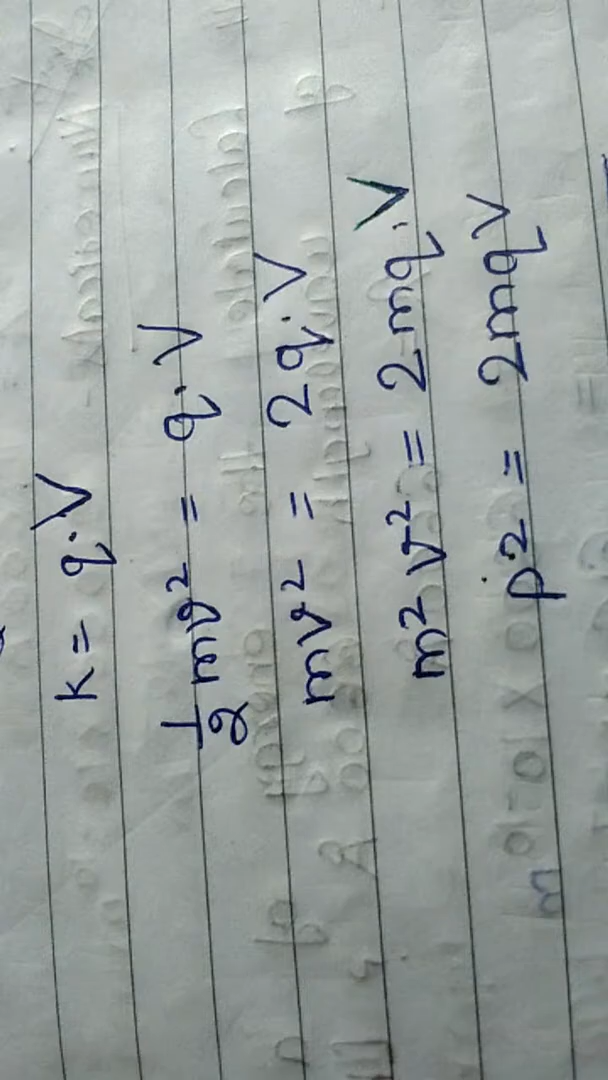 K = q.V
1/2 mv² = q.V
mv² = 2q.V
m²v² = 2mq.V
p² = 2mqV